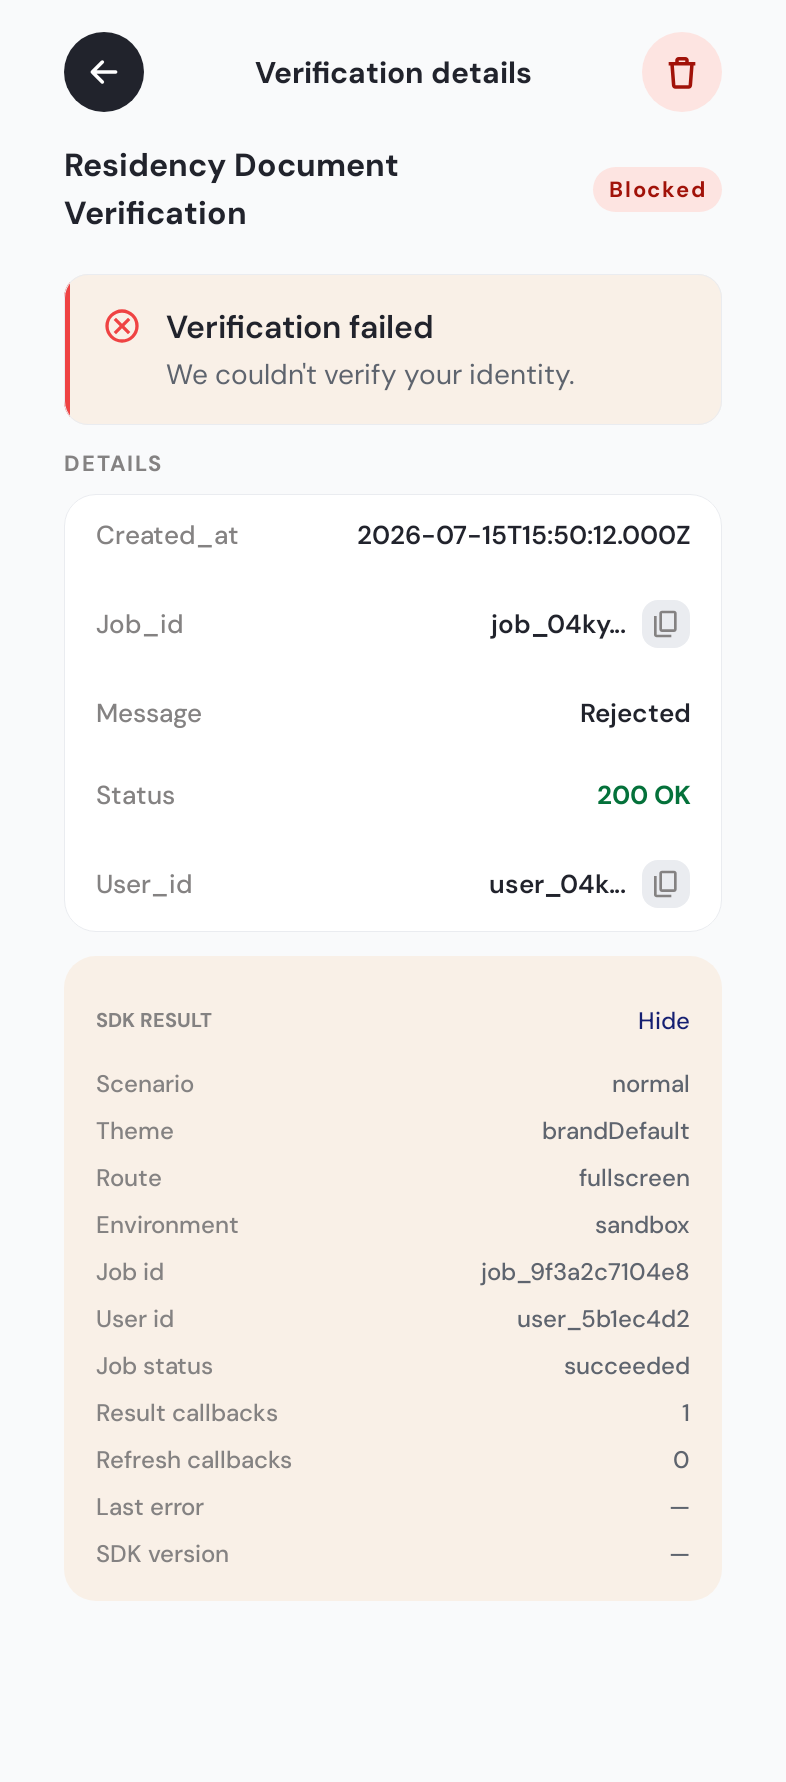 Verification details
Residency Document
Verification
Blocked
Verification failed
We couldn't verify your identity.
DETAILS
Created_at 2026-07-15T15:50:12.000Z
Job_id job_04ky...
Message Rejected
Status 200 OK
User_id user_04k...
SDK RESULT Hide
Scenario normal
Theme brandDefault
Route fullscreen
Environment sandbox
Job id job_9f3a2c7104e8
User id user_5b1ec4d2
Job status succeeded
Result callbacks 1
Refresh callbacks 0
Last error —
SDK version —